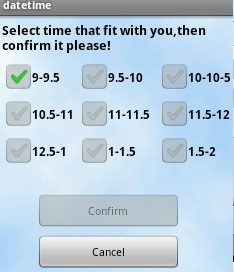 datetime
Select time that fit with you,then
confirm it please!
9-9.5 9.5-10 10-10-5
10.5-11 11-11.5 11.5-12
12.5-1 1-1.5 1.5-2
Confirm
Cancel